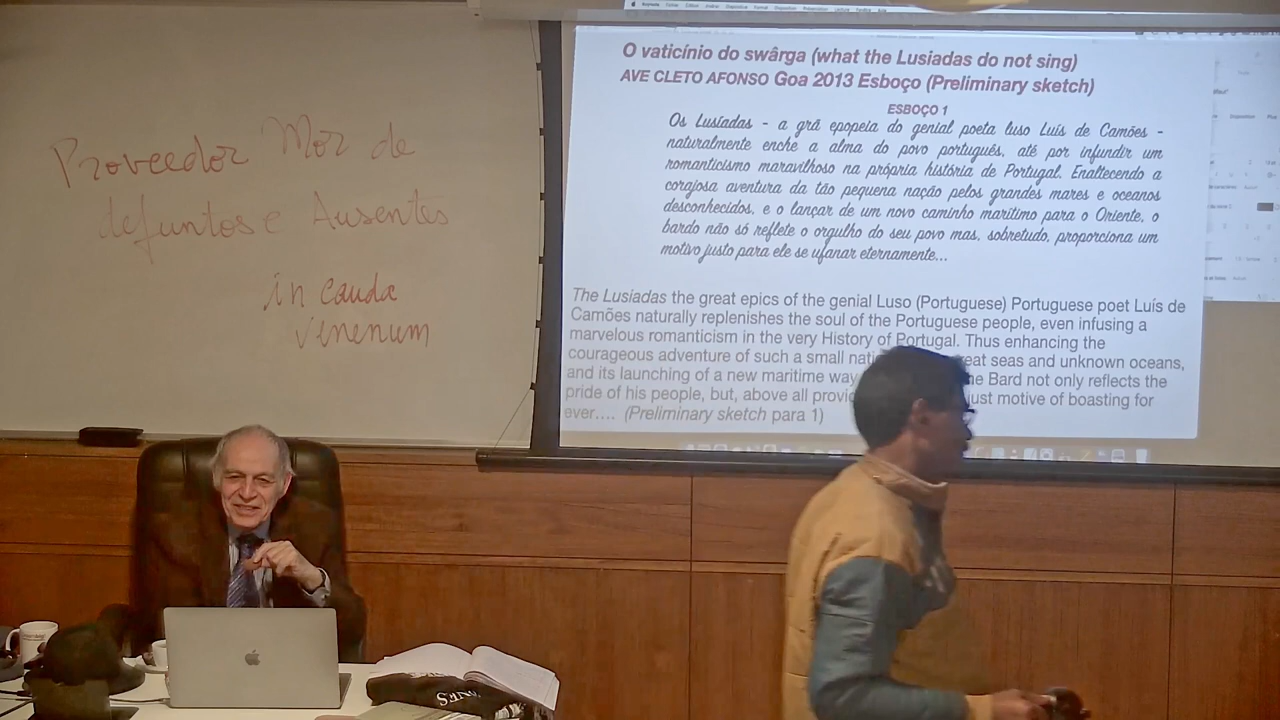 Proveedor Mor de
defuntos e Ausentes
in cauda
venenum
O vaticínio do swârga (what the Lusiadas do not sing)
AVE CLETO AFONSO Goa 2013 Esboço (Preliminary sketch)
ESBOÇO 1
Os Lusíadas - a grã epopeia do genial poeta luso Luís de Camões -
naturalmente enche a alma do povo português, até por infundir um
romanticismo maravilhoso na própria história de Portugal. Enaltecendo a
corajosa aventura da tão pequena nação pelos grandes mares e oceanos
desconhecidos, e o lançar de um novo caminho marítimo para o Oriente, o
bardo não só reflete o orgulho do seu povo mas, sobretudo, proporciona um
motivo justo para ele se ufanar eternamente...
The Lusiadas the great epics of the genial Luso (Portuguese) Portuguese poet Luís de
Camões naturally replenishes the soul of the Portuguese people, even infusing a
marvelous romanticism in the very History of Portugal. Thus enhancing the
courageous adventure of such a small nati eat seas and unknown oceans,
and its launching of a new maritime way ne Bard not only reflects the
pride of his people, but, above all provi ust motive of boasting for
ever.... (Preliminary sketch para 1)